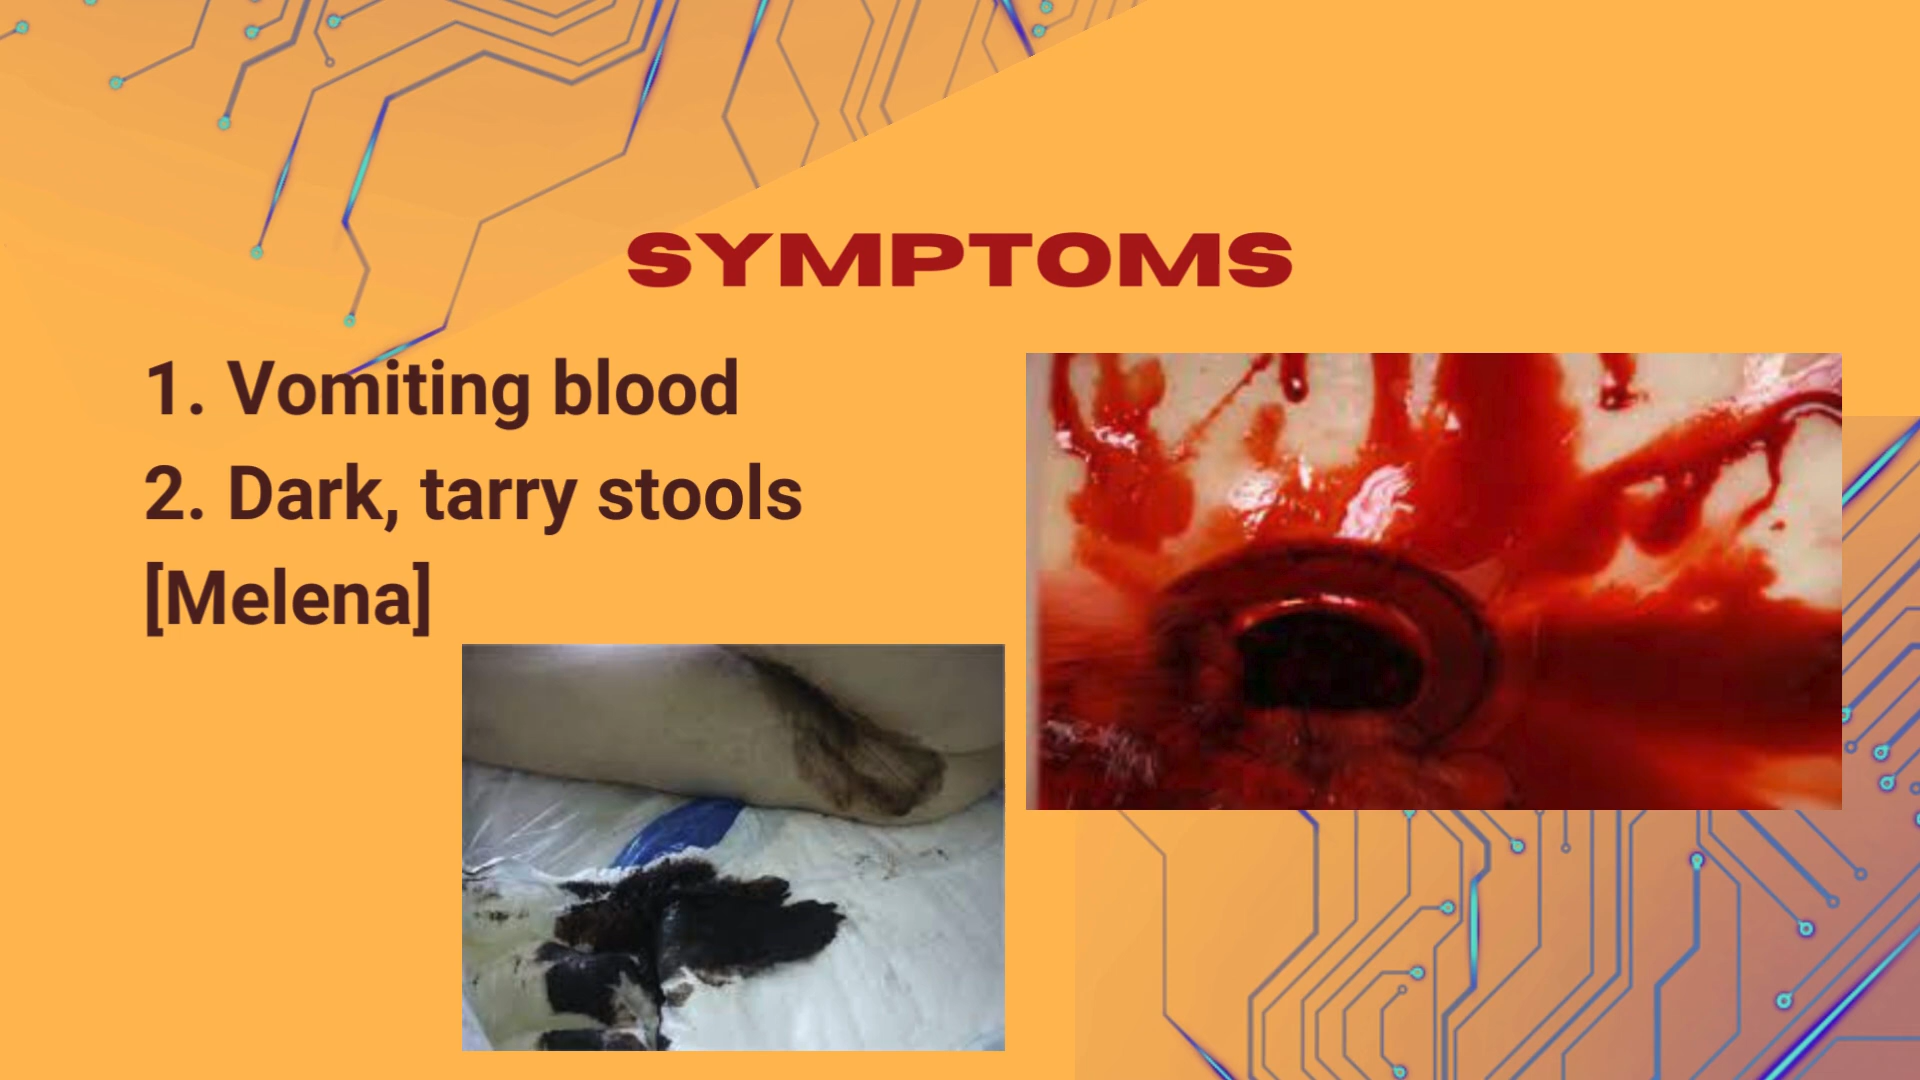 SYMPTOMS
1. Vomiting blood
2. Dark, tarry stools
[Melena]